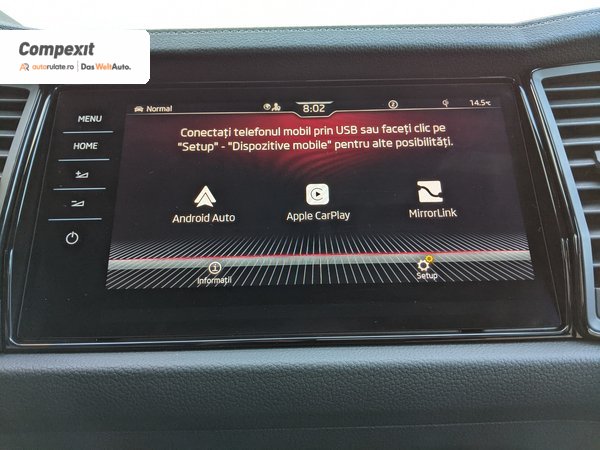 Compexit
AR autorulate.ro | Das WeltAuto.
Normal
8:02
14.5°C
MENU
HOME
Conectați telefonul mobil prin USB sau faceți clic pe
"Setup" - "Dispozitive mobile" pentru alte posibilități.
Android Auto
Apple CarPlay
MirrorLink
Informații
Setup